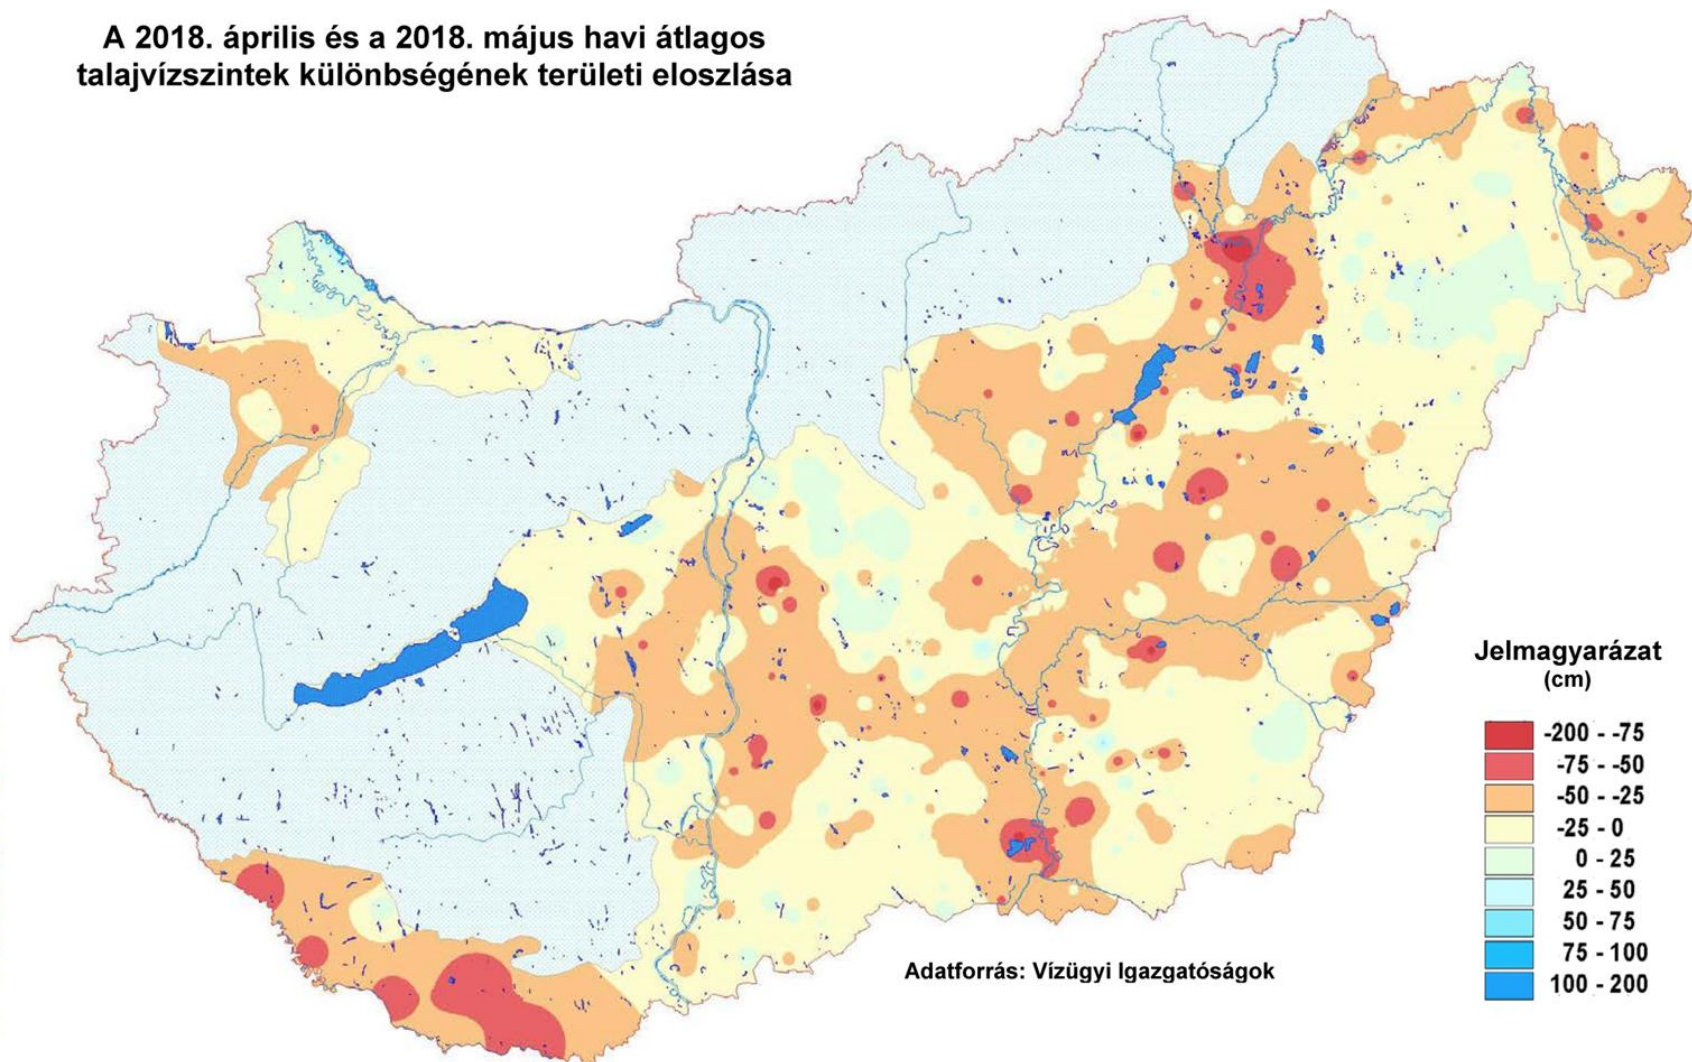 A 2018. április és a 2018. május havi átlagos
talajvízszintek különbségének területi eloszlása
Jelmagyarázat
(cm)
-200 - -75
-75 - -50
-50 - -25
-25 - 0
0 - 25
25 - 50
50 - 75
75 - 100
100 - 200
Adatforrás: Vízügyi Igazgatóságok